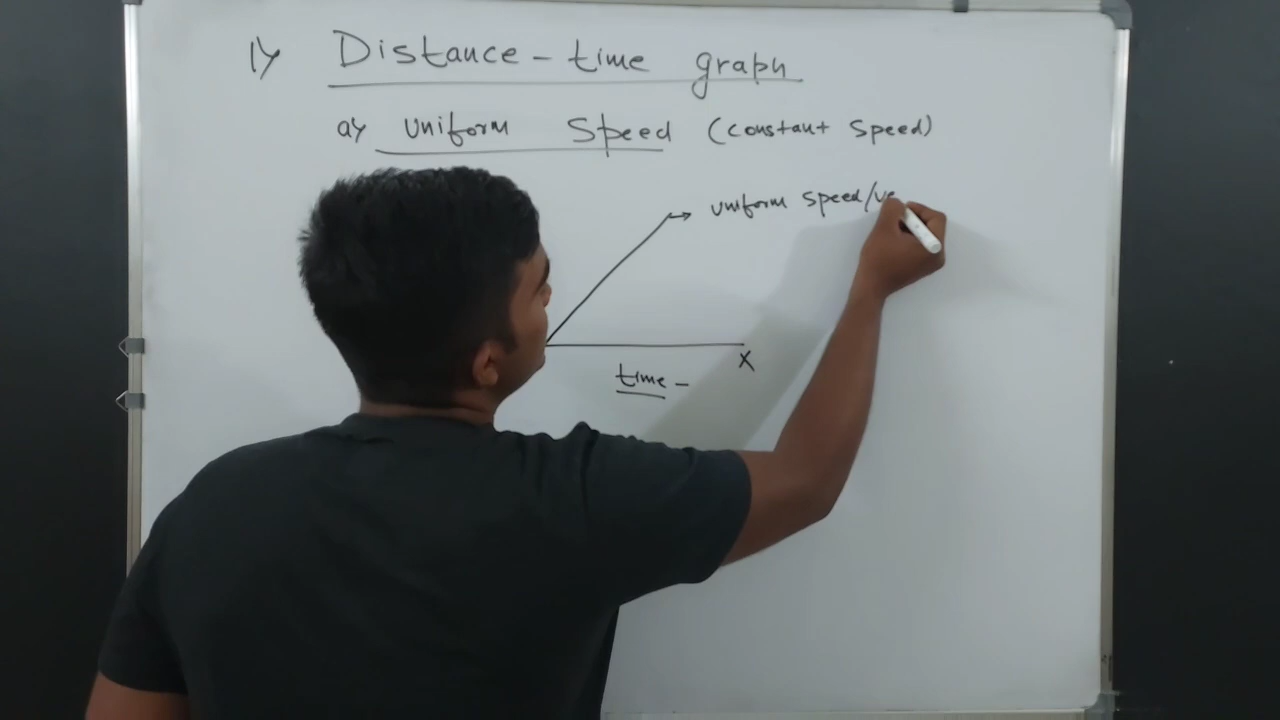 1) Distance - time graph
a) Uniform Speed (constant speed)
uniform speed/ve
X
time -